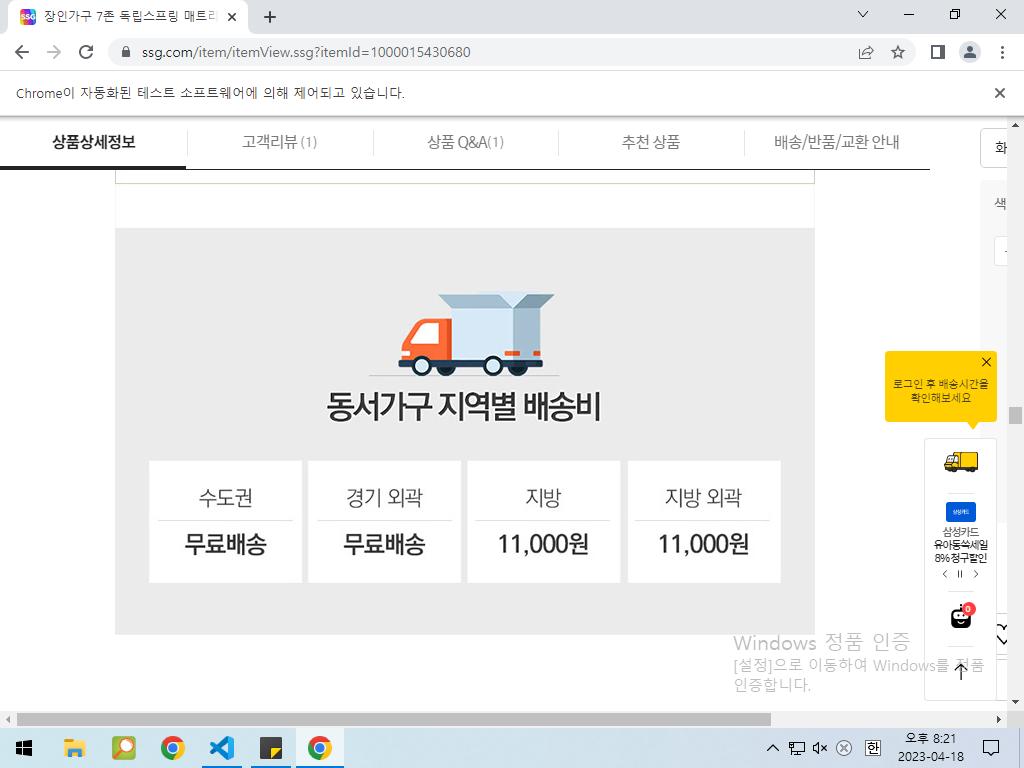 SSG
장인가구 7존 독립스프링 매트리
ssg.com/item/itemView.ssg?itemId=1000015430680
Chrome이 자동화된 테스트 소프트웨어에 의해 제어되고 있습니다.
상품상세정보
고객리뷰 (1)
상품 Q&A(1)
추천 상품
배송/반품/교환 안내
화
색
동서가구 지역별 배송비
수도권
무료배송
경기 외곽
무료배송
지방
11,000원
지방 외곽
11,000원
로그인 후 배송시간을
확인해보세요
삼성카드
삼성카드
유아동쓱세일
8%청구할인
0
Windows 정품 인증
[설정]으로 이동하여 Windows를 정품
인증합니다.
한
오후 8:21
2023-04-18